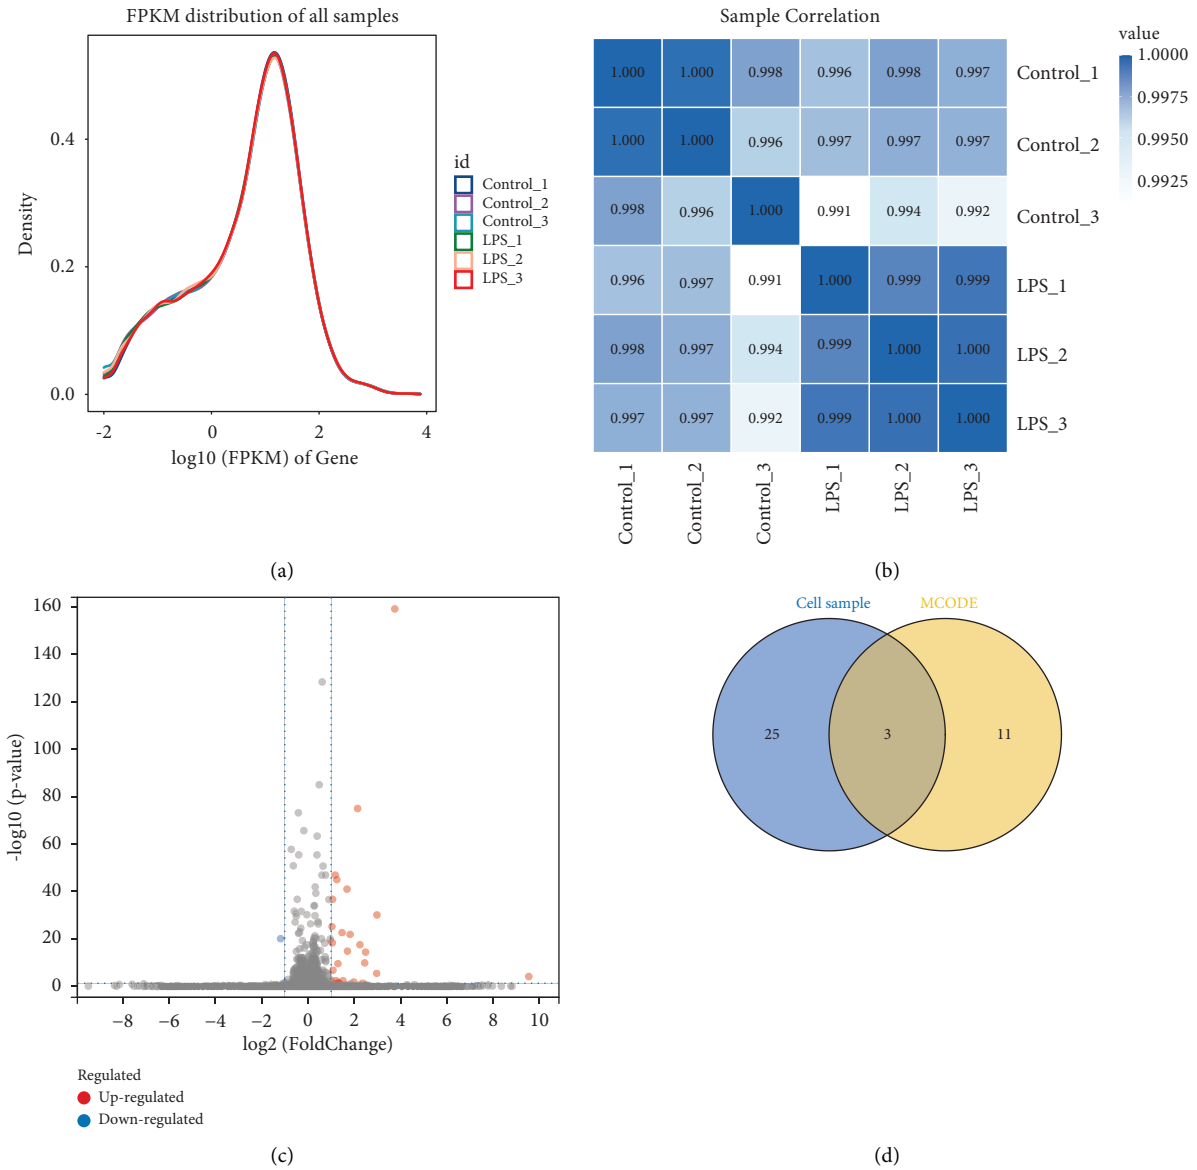 FPKM distribution of all samples
Density
0.4
0.2
0.0
-2 0 2 4
log10 (FPKM) of Gene
id
Control_1
Control_2
Control_3
LPS_1
LPS_2
LPS_3
(a)
Sample Correlation
1.000 1.000 0.998 0.996 0.998 0.997 Control_1
1.000 1.000 0.996 0.997 0.997 0.997 Control_2
0.998 0.996 1.000 0.991 0.994 0.992 Control_3
0.996 0.997 0.991 1.000 0.999 0.999 LPS_1
0.998 0.997 0.994 0.999 1.000 1.000 LPS_2
0.997 0.997 0.992 0.999 1.000 1.000 LPS_3
Control_1 Control_2 Control_3 LPS_1 LPS_2 LPS_3
value
1.0000
0.9975
0.9950
0.9925
(b)
-log10 (p-value)
160
140
120
100
80
60
40
20
0
−8 −6 −4 −2 0 2 4 6 8 10
log2 (FoldChange)
Regulated
Up-regulated
Down-regulated
(c)
Cell sample MCODE
25 3 11
(d)